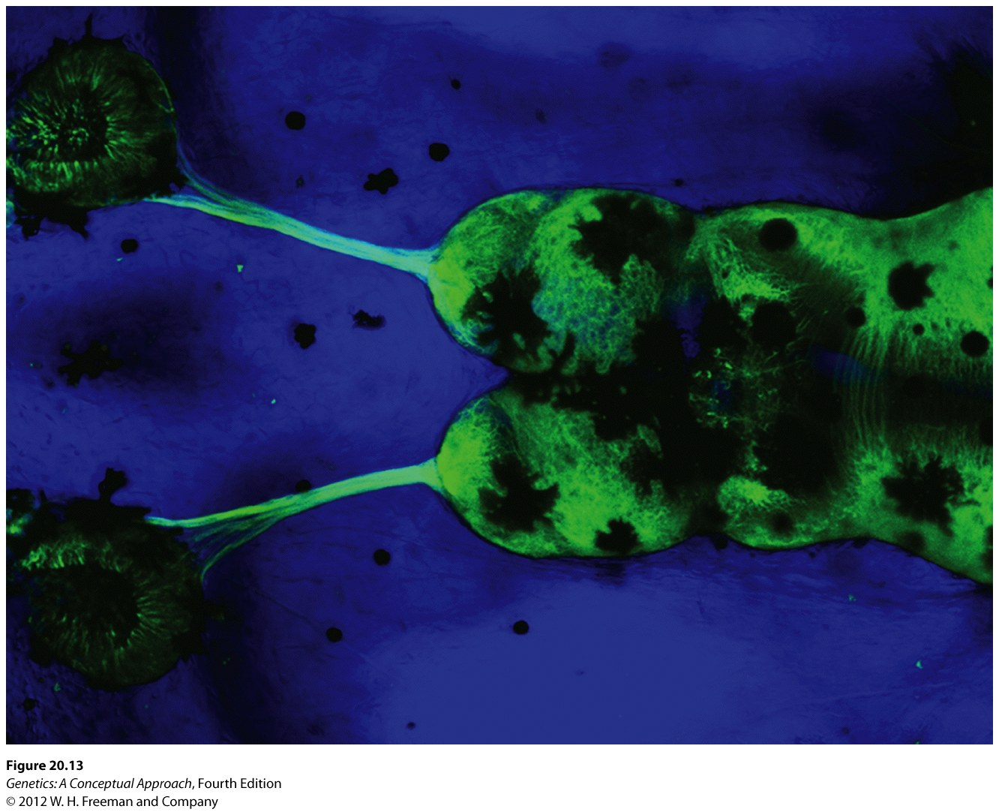 Figure 20.13
Genetics: A Conceptual Approach, Fourth Edition
© 2012 W. H. Freeman and Company